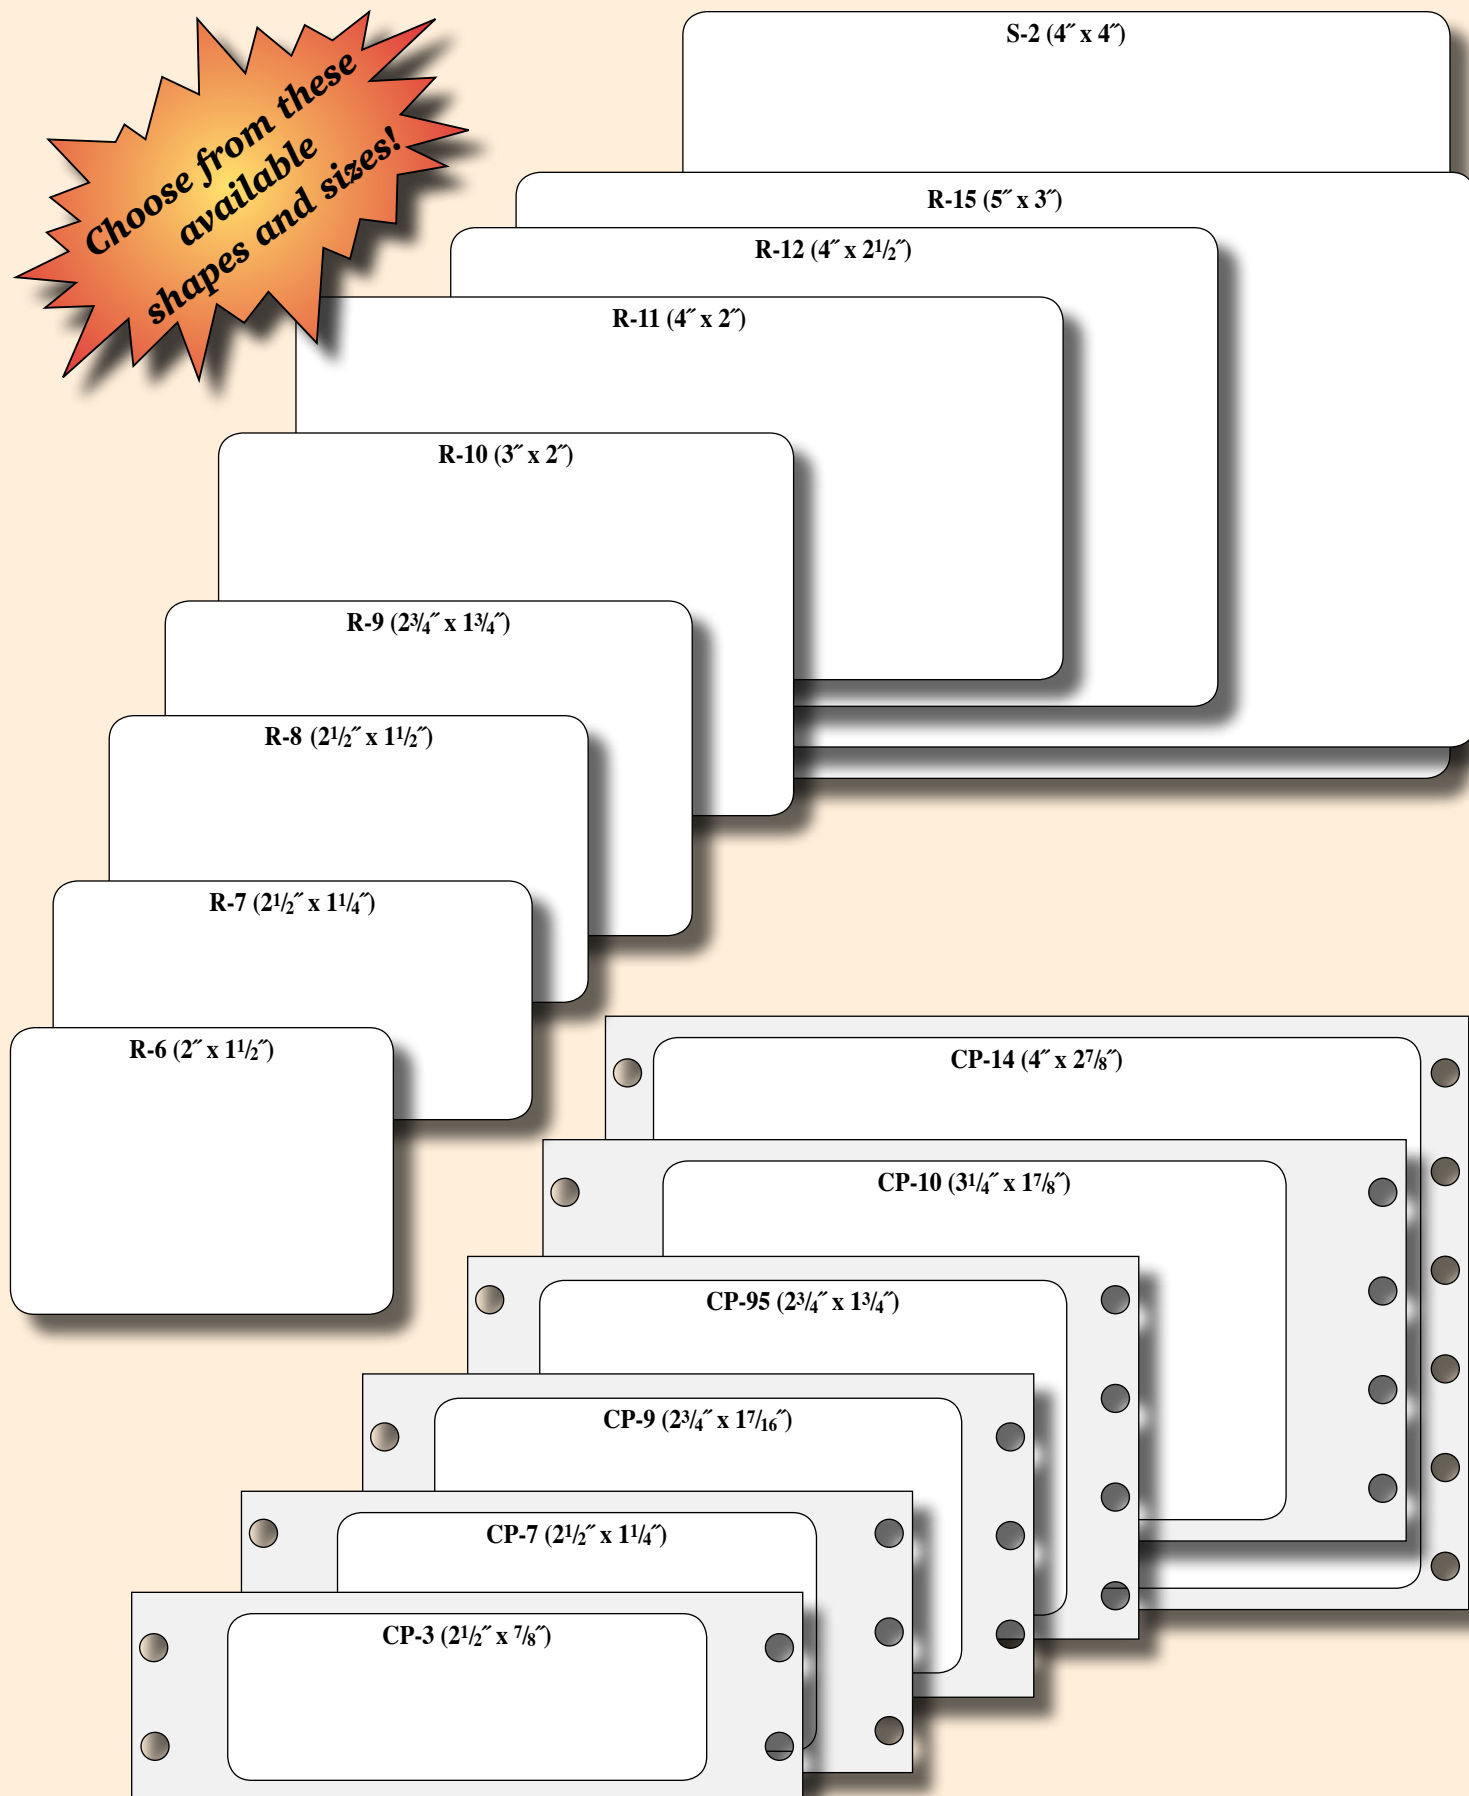 Choose from these
available
shapes and sizes!
S-2 (4˝ x 4˝)
R-15 (5˝ x 3˝)
R-12 (4˝ x 21/2˝)
R-11 (4˝ x 2˝)
R-10 (3˝ x 2˝)
R-9 (23/4˝ x 13/4˝)
R-8 (21/2˝ x 11/2˝)
R-7 (21/2˝ x 11/4˝)
R-6 (2˝ x 11/2˝)
CP-14 (4˝ x 27/8˝)
CP-10 (31/4˝ x 17/8˝)
CP-95 (23/4˝ x 13/4˝)
CP-9 (23/4˝ x 17/16˝)
CP-7 (21/2˝ x 11/4˝)
CP-3 (21/2˝ x 7/8˝)